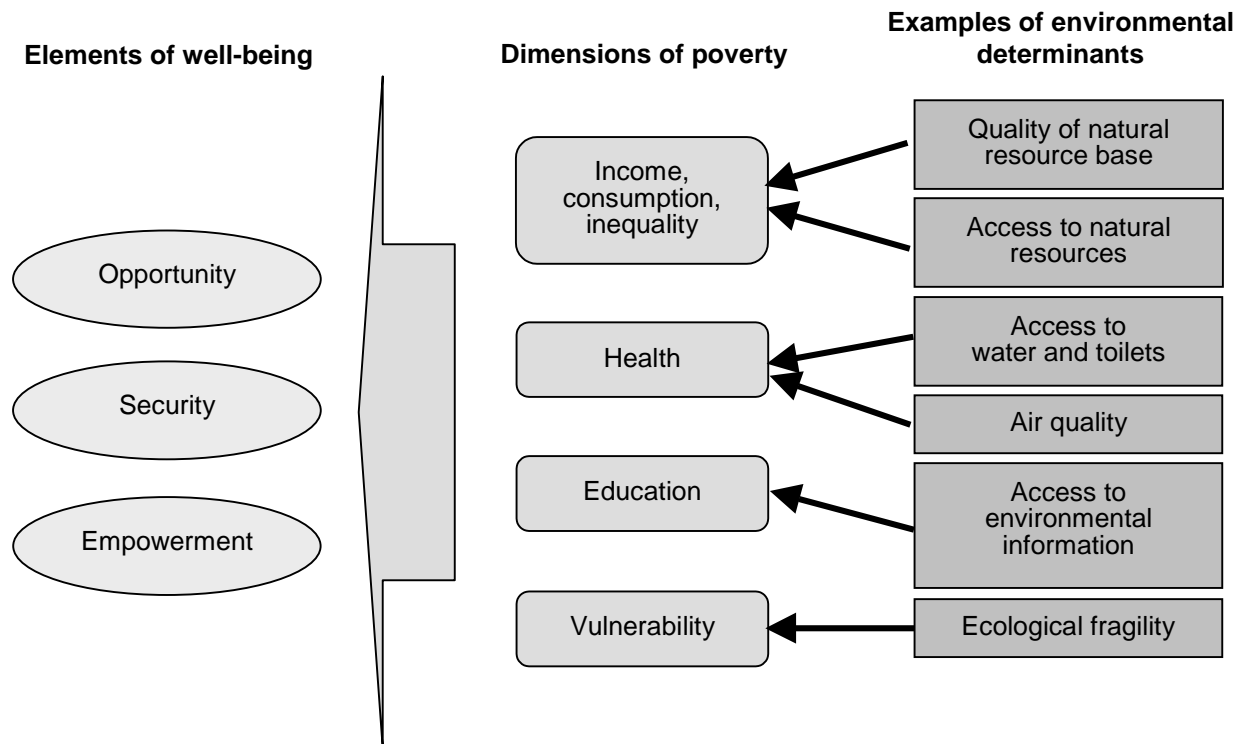 Elements of well-being
Opportunity
Security
Empowerment
Dimensions of poverty
Income,
consumption,
inequality
Health
Education
Vulnerability
Examples of environmental
determinants
Quality of natural
resource base
Access to natural
resources
Access to
water and toilets
Air quality
Access to
environmental
information
Ecological fragility